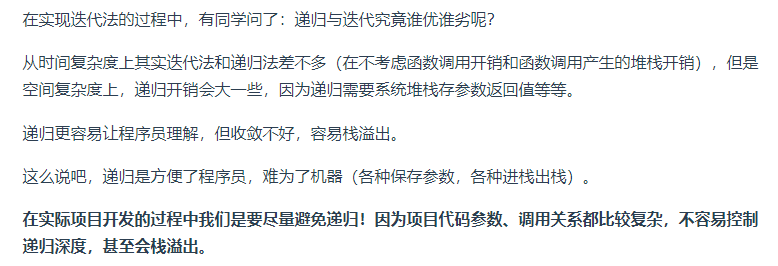 在实现迭代法的过程中，有同学问了：递归与迭代究竟谁优谁劣呢？
从时间复杂度上其实迭代法和递归法差不多（在不考虑函数调用开销和函数调用产生的堆栈开销），但是
空间复杂度上，递归开销会大一些，因为递归需要系统堆栈存参数返回值等等。
递归更容易让程序员理解，但收敛不好，容易栈溢出。
这么说吧，递归是方便了程序员，难为了机器（各种保存参数，各种进栈出栈）。
在实际项目开发的过程中我们是要尽量避免递归！因为项目代码参数、调用关系都比较复杂，不容易控制
递归深度，甚至会栈溢出。